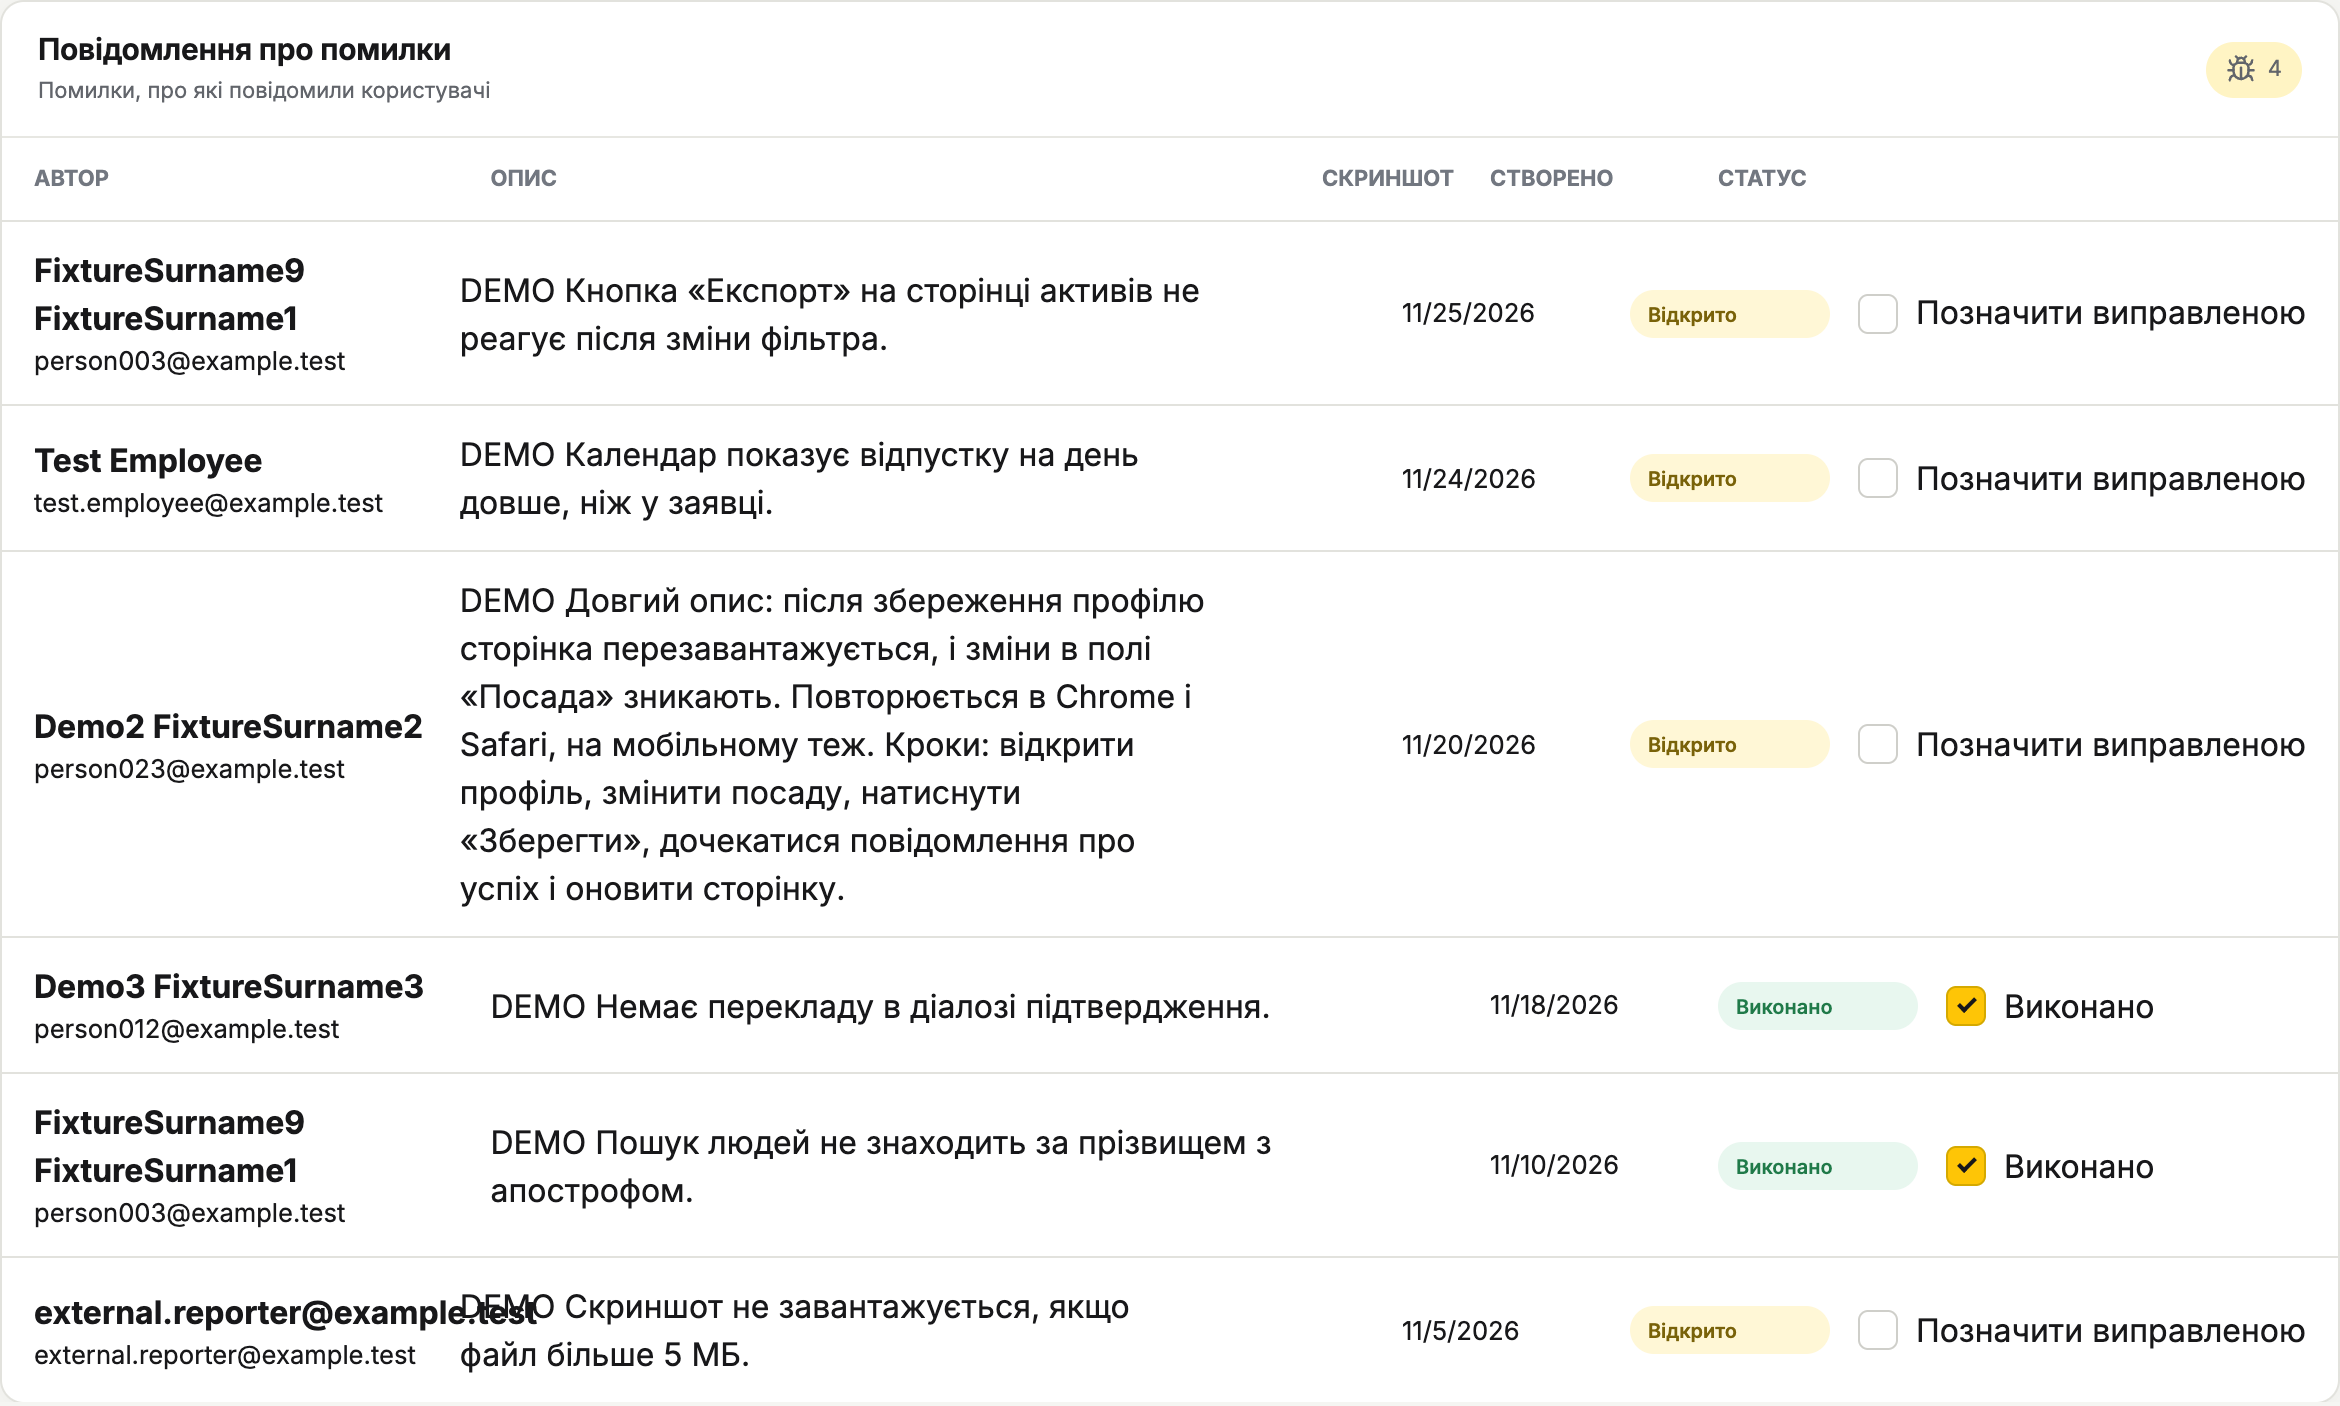 Повідомлення про помилки
Помилки, про які повідомили користувачі
4
АВТОР ОПИС СКРИНШОТ СТВОРЕНО СТАТУС
FixtureSurname9
FixtureSurname1
person003@example.test
DEMO Кнопка «Експорт» на сторінці активів не
реагує після зміни фільтра.
11/25/2026
Відкрито
Позначити виправленою
Test Employee
test.employee@example.test
DEMO Календар показує відпустку на день
довше, ніж у заявці.
11/24/2026
Відкрито
Позначити виправленою
Demo2 FixtureSurname2
person023@example.test
DEMO Довгий опис: після збереження профілю
сторінка перезавантажується, і зміни в полі
«Посада» зникають. Повторюється в Chrome і
Safari, на мобільному теж. Кроки: відкрити
профіль, змінити посаду, натиснути
«Зберегти», дочекатися повідомлення про
успіх і оновити сторінку.
11/20/2026
Відкрито
Позначити виправленою
Demo3 FixtureSurname3
person012@example.test
DEMO Немає перекладу в діалозі підтвердження.
11/18/2026
Виконано
Виконано
FixtureSurname9
FixtureSurname1
person003@example.test
DEMO Пошук людей не знаходить за прізвищем з
апострофом.
11/10/2026
Виконано
Виконано
external.reporter@example.test
external.reporter@example.test
DEMO Скриншот не завантажується, якщо
файл більше 5 МБ.
11/5/2026
Відкрито
Позначити виправленою